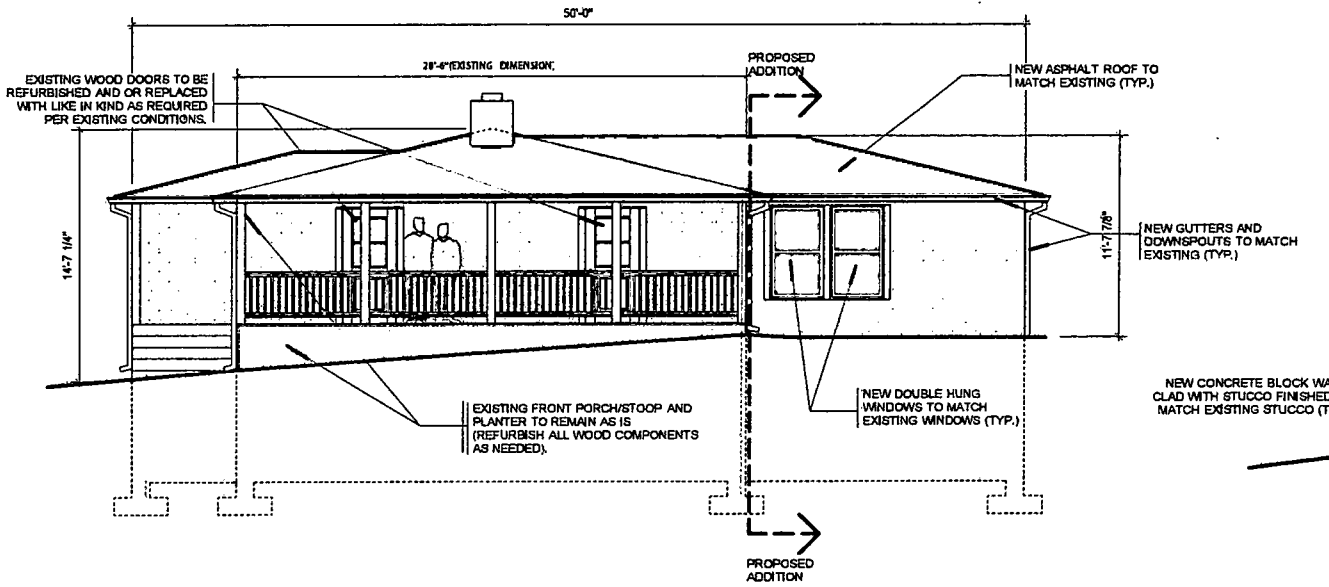 50'-0"
28'-6"(EXISTING DIMENSION)
PROPOSED
ADDITION
EXISTING WOOD DOORS TO BE
REFURBISHED AND OR REPLACED
WITH LIKE IN KIND AS REQUIRED
PER EXISTING CONDITIONS.
NEW ASPHALT ROOF TO
MATCH EXISTING (TYP.)
14'-7 1/4"
11'-7 7/8"
NEW GUTTERS AND
DOWNSPOUTS TO MATCH
EXISTING (TYP.)
NEW DOUBLE HUNG
WINDOWS TO MATCH
EXISTING WINDOWS (TYP.)
EXISTING FRONT PORCH/STOOP AND
PLANTER TO REMAIN AS IS
(REFURBISH ALL WOOD COMPONENTS
AS NEEDED).
NEW CONCRETE BLOCK WA
CLAD WITH STUCCO FINISHED
MATCH EXISTING STUCCO (T
PROPOSED
ADDITION